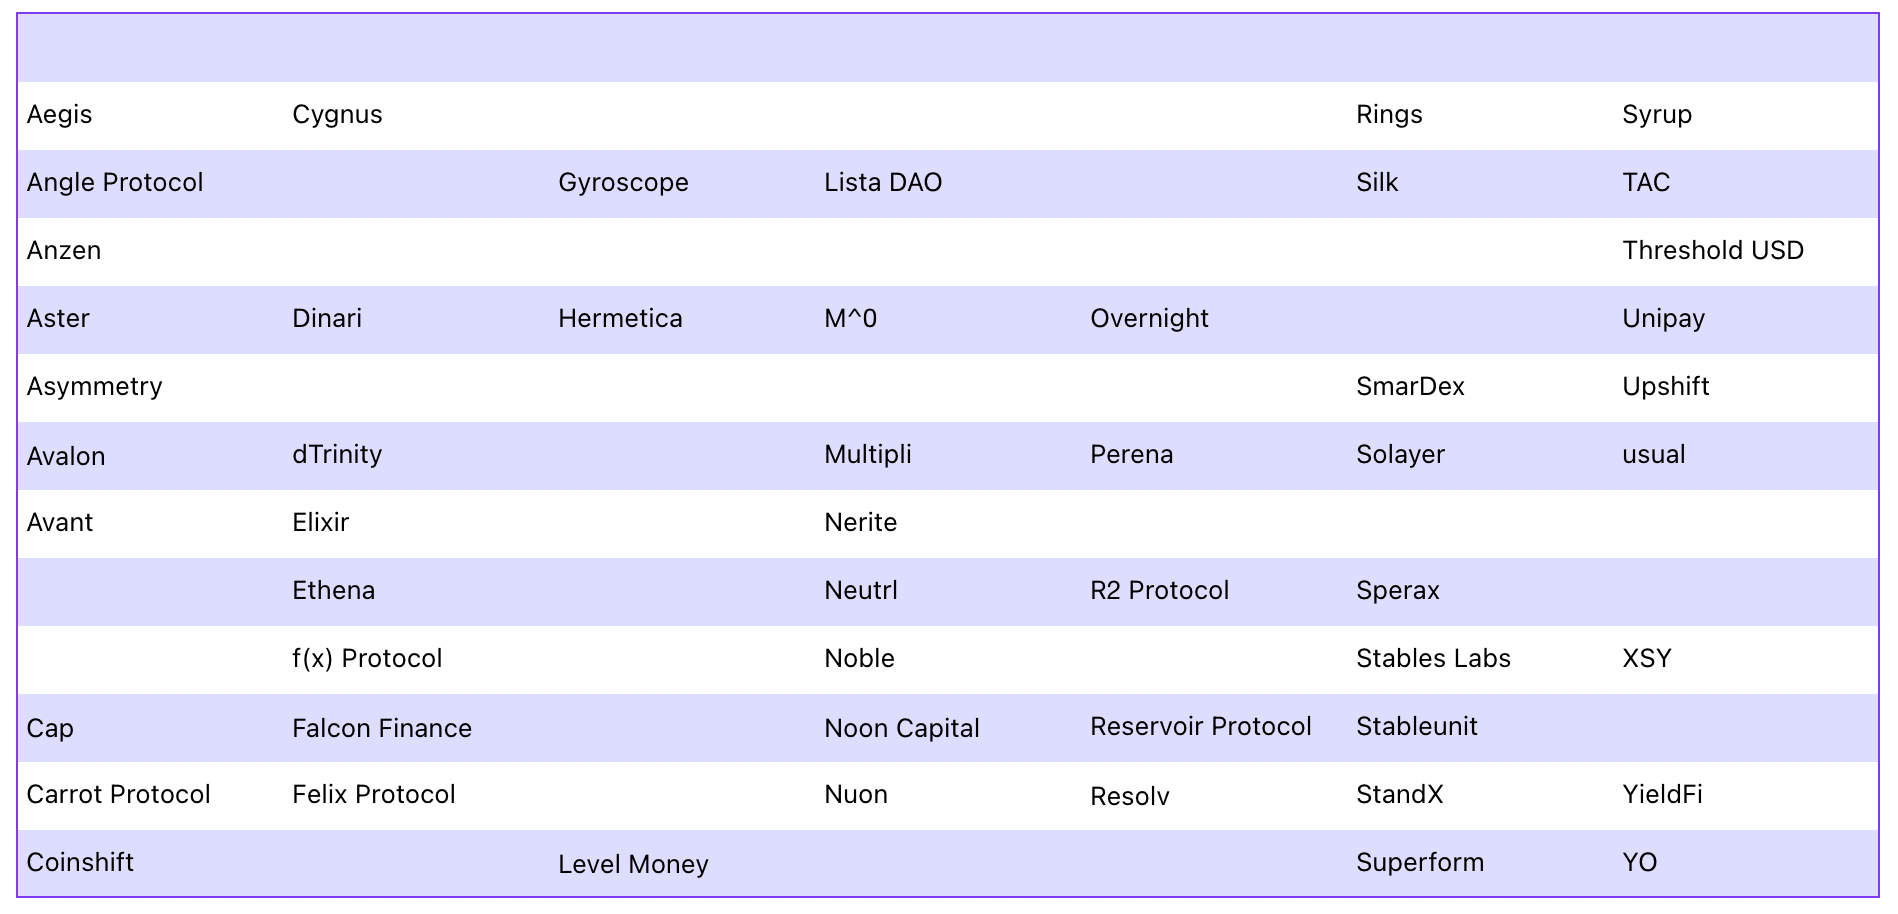 Aegis Cygnus Rings Syrup
Angle Protocol Gyroscope Lista DAO Silk TAC
Anzen Threshold USD
Aster Dinari Hermetica M^0 Overnight Unipay
Asymmetry SmarDex Upshift
Avalon dTrinity Multipli Perena Solayer usual
Avant Elixir Nerite
Ethena Neutrl R2 Protocol Sperax
f(x) Protocol Noble Stables Labs XSY
Cap Falcon Finance Noon Capital Reservoir Protocol Stableunit
Carrot Protocol Felix Protocol Nuon Resolv StandX YieldFi
Coinshift Level Money Superform YO